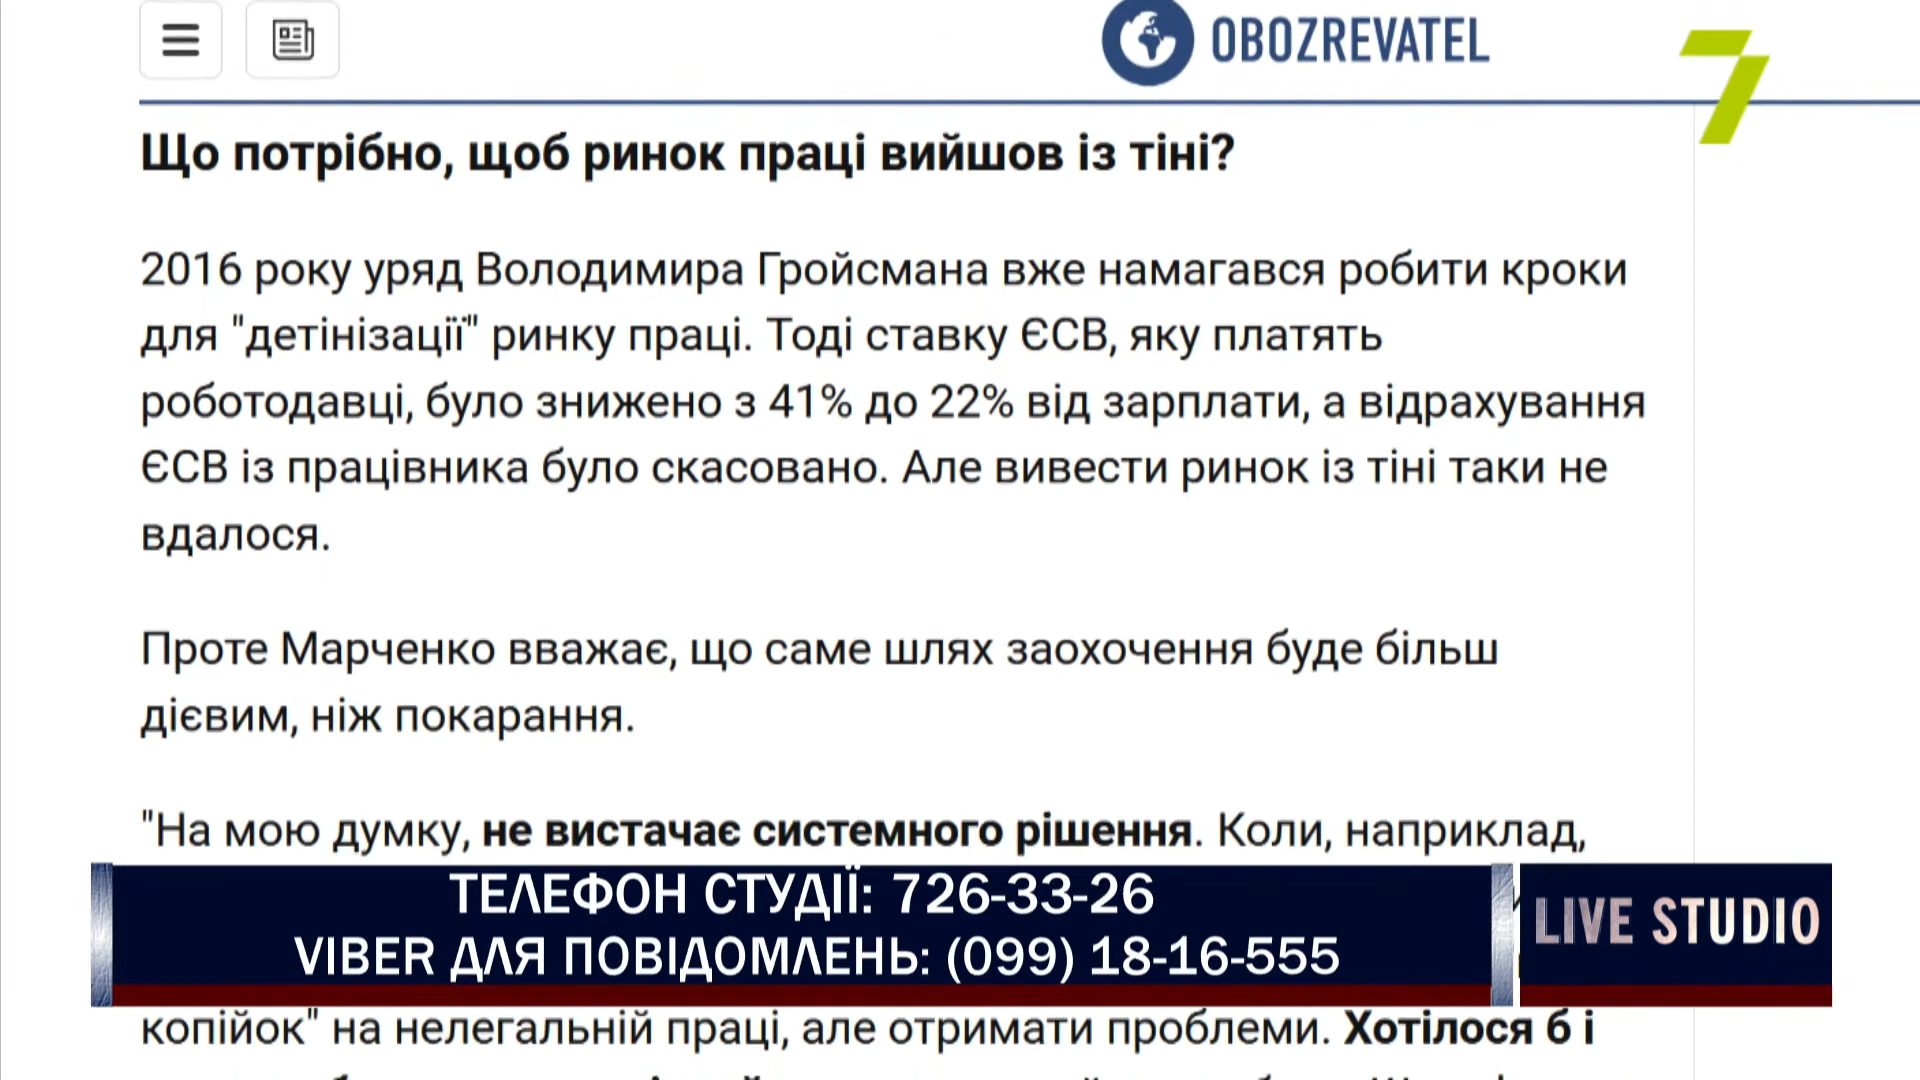 OBOZREVATEL
7
Що потрібно, щоб ринок праці вийшов із тіні?
2016 року уряд Володимира Гройсмана вже намагався робити кроки
для "детінізації" ринку праці. Тоді ставку ЄСВ, яку платять
роботодавці, було знижено з 41% до 22% від зарплати, а відрахування
ЄСВ із працівника було скасовано. Але вивести ринок із тіні таки не
вдалося.
Проте Марченко вважає, що саме шлях заохочення буде більш
дієвим, ніж покарання.
"На мою думку, не вистачає системного рішення. Коли, наприклад,
ТЕЛЕФОН СТУДІЇ: 726-33-26
VIBER ДЛЯ ПОВІДОМЛЕНЬ: (099) 18-16-555
LIVE STUDIO
копійок" на нелегальній праці, але отримати проблеми. Хотілося б і